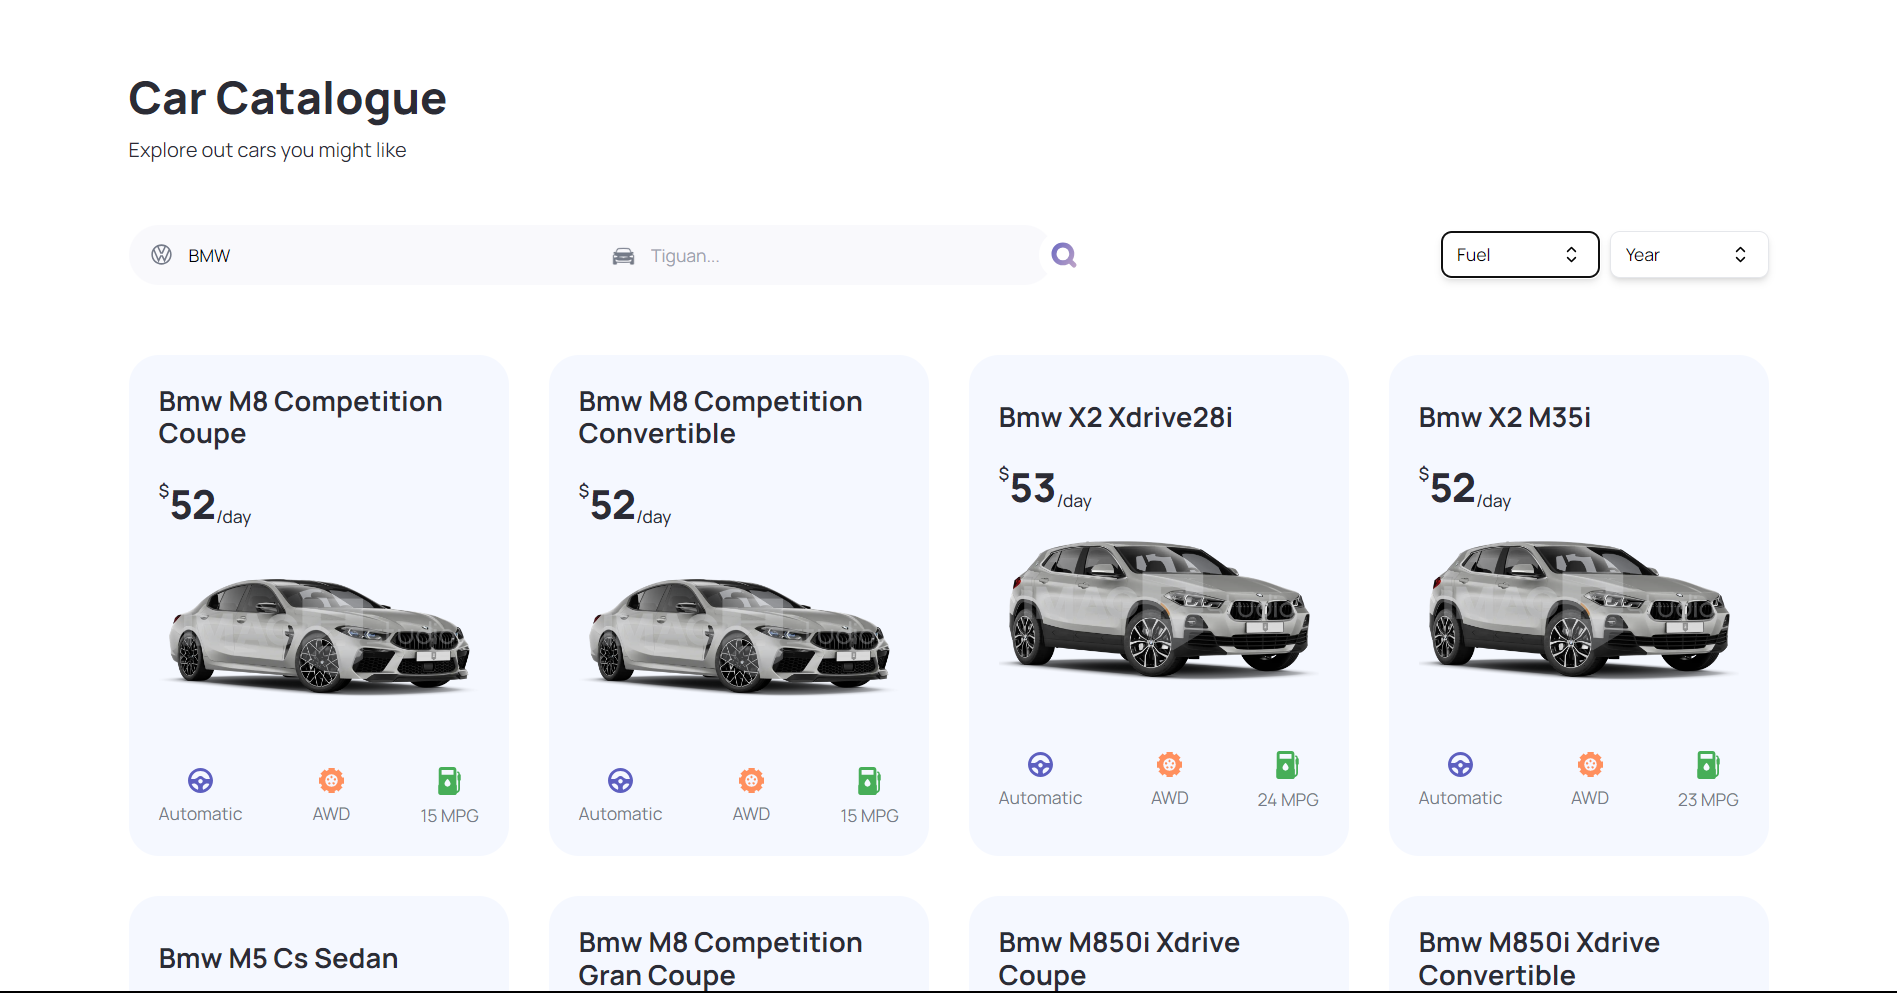 Car Catalogue
Explore out cars you might like
BMW
Tiguan...
Fuel
Year
Bmw M8 Competition
Coupe
$52/day
Automatic
AWD
15 MPG
Bmw M8 Competition
Convertible
$52/day
Automatic
AWD
15 MPG
Bmw X2 Xdrive28i
$53/day
Automatic
AWD
24 MPG
Bmw X2 M35i
$52/day
Automatic
AWD
23 MPG
Bmw M5 Cs Sedan
Bmw M8 Competition
Gran Coupe
Bmw M850i Xdrive
Coupe
Bmw M850i Xdrive
Convertible